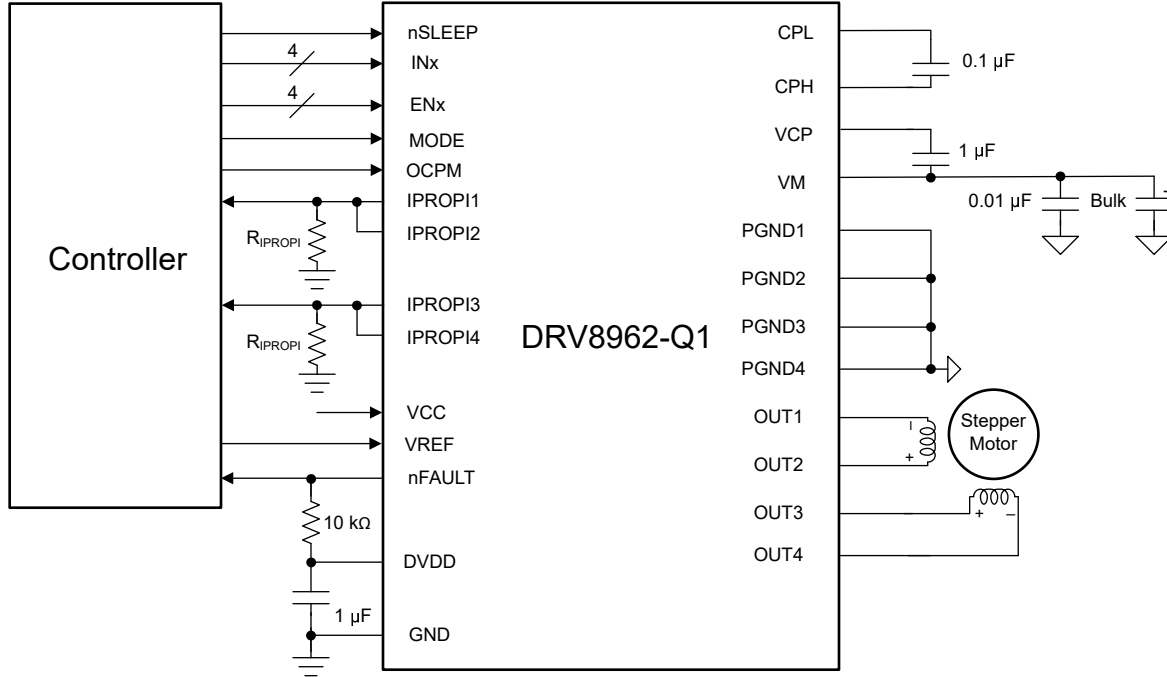 Controller
4
4
nSLEEP
INx
ENx
MODE
OCPM
IPROPI1
IPROPI2
RIPROPI
IPROPI3
IPROPI4
RIPROPI
VCC
VREF
nFAULT
10 kΩ
DVDD
1 µF
GND
DRV8962-Q1
CPL
0.1 µF
CPH
VCP
1 µF
VM
0.01 µF
Bulk
+
PGND1
PGND2
PGND3
PGND4
OUT1
–
+
OUT2
Stepper
Motor
OUT3
+ –
OUT4